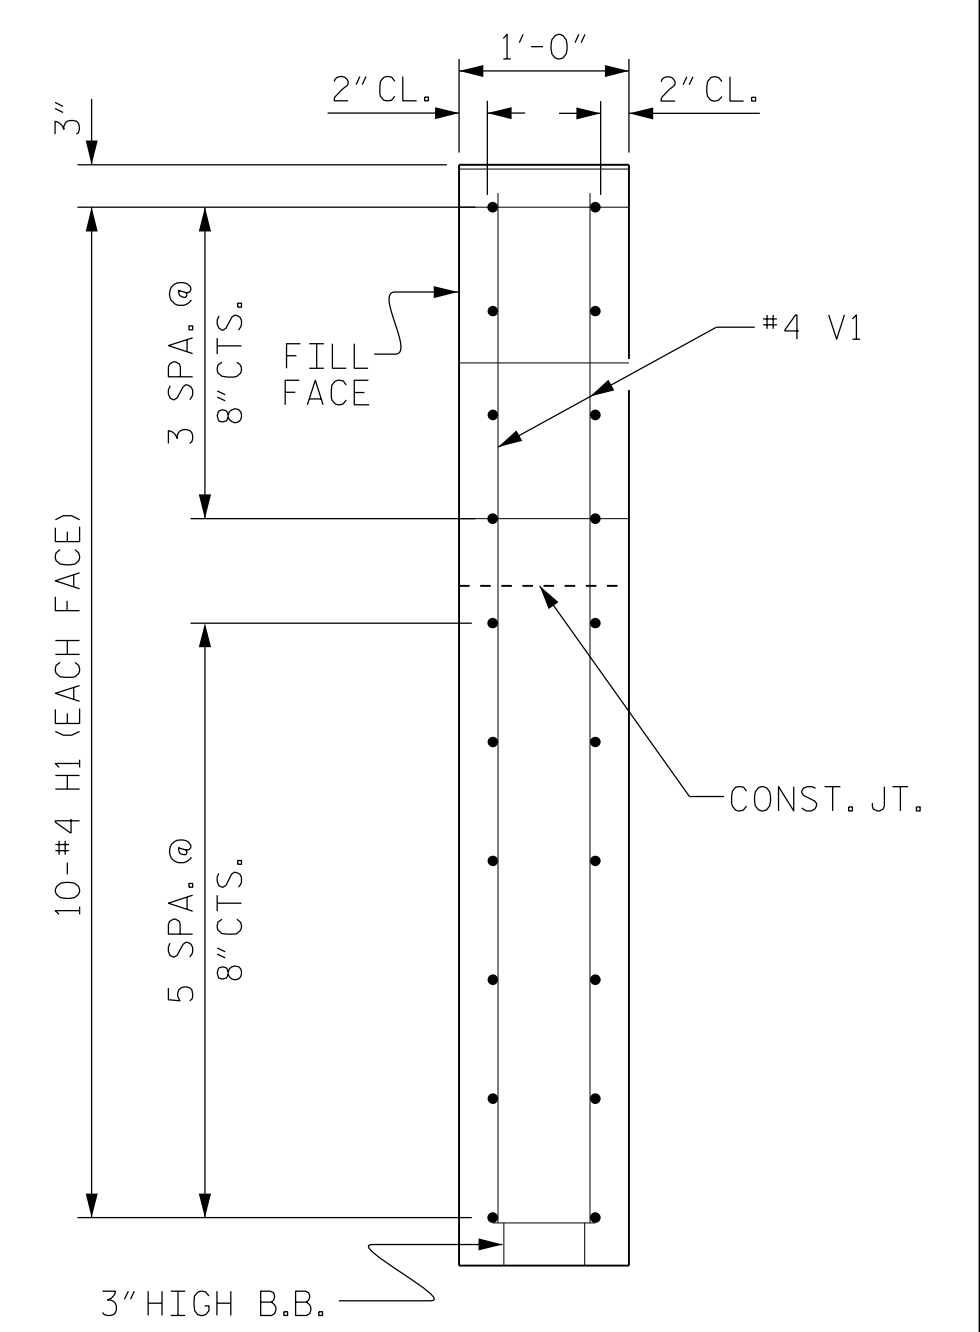 1'-0"
2" CL.
2" CL.
3"
3 SPA. @
8" CTS.
FILL
FACE
#4 V1
10-#4 H1 (EACH FACE)
5 SPA. @
8" CTS.
CONST. JT.
3" HIGH B.B.